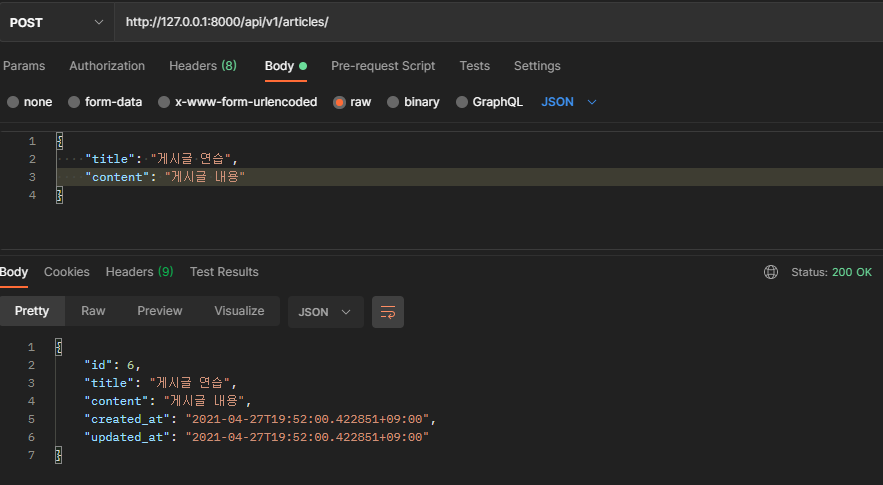 POST http://127.0.0.1:8000/api/v1/articles/
Params Authorization Headers (8) Body Pre-request Script Tests Settings
none form-data x-www-form-urlencoded raw binary GraphQL JSON
1 {
2 "title": "게시글 연습",
3 "content": "게시글 내용"
4 }
Body Cookies Headers (9) Test Results Status: 200 OK
Pretty Raw Preview Visualize JSON
1 {
2 "id": 6,
3 "title": "게시글 연습",
4 "content": "게시글 내용",
5 "created_at": "2021-04-27T19:52:00.422851+09:00",
6 "updated_at": "2021-04-27T19:52:00.422851+09:00"
7 }